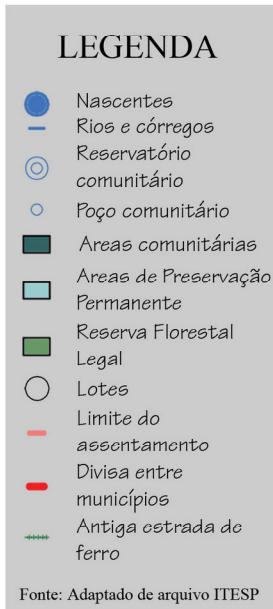 LEGENDA
Nascentes
Rios e córregos
Reservatório
comunitário
Poço comunitário
Areas comunitárias
Areas de Preservação
Permanente
Reserva Florestal
Legal
Lotes
Limite do
assentamento
Divisa entre
municípios
Antiga estrada de
ferro
Fonte: Adaptado de arquivo ITESP